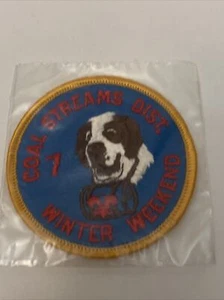 COAL STREAMS DIST.
1
WINTER WEEKEND